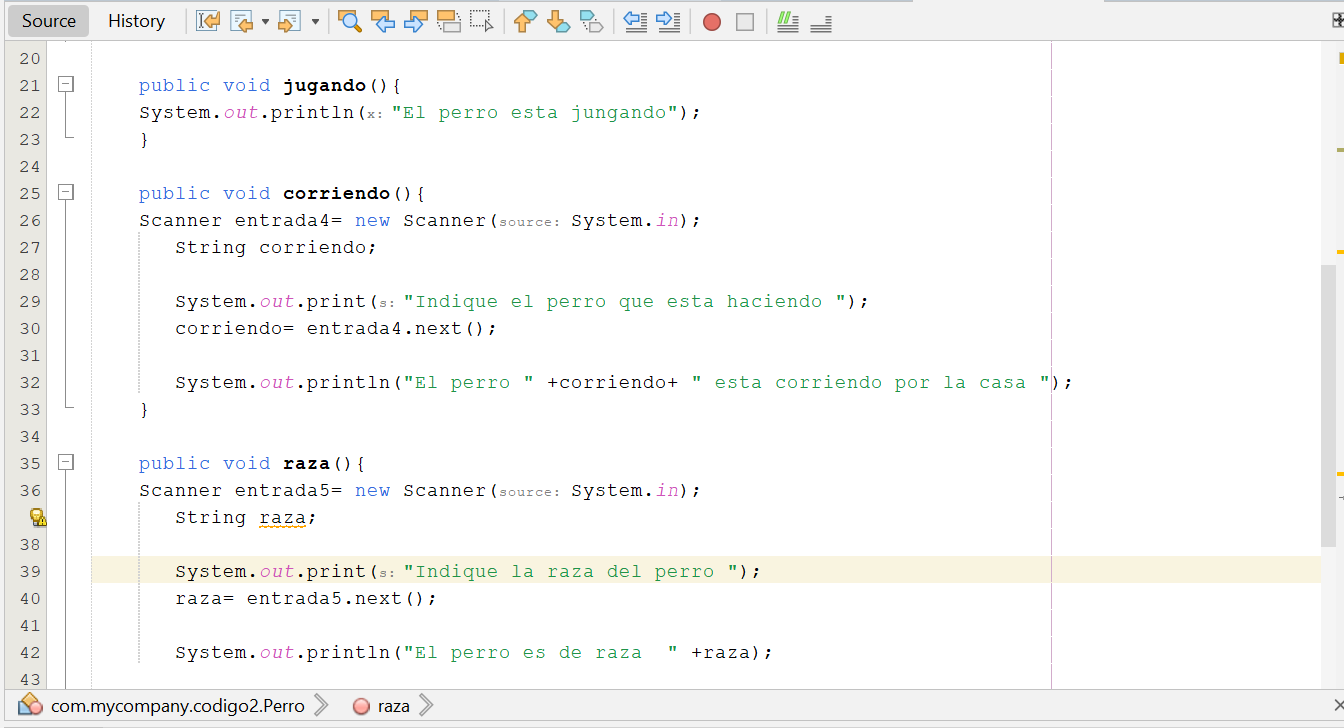 Source History
20
21 public void jugando(){
22 System.out.println(x: "El perro esta jungando");
23 }
24
25 public void corriendo(){
26 Scanner entrada4= new Scanner(source: System.in);
27 String corriendo;
28
29 System.out.print(s: "Indique el perro que esta haciendo ");
30 corriendo= entrada4.next();
31
32 System.out.println("El perro " +corriendo+ " esta corriendo por la casa ");
33 }
34
35 public void raza(){
36 Scanner entrada5= new Scanner(source: System.in);
String raza;
38
39 System.out.print(s: "Indique la raza del perro ");
40 raza= entrada5.next();
41
42 System.out.println("El perro es de raza  " +raza);
43
com.mycompany.codigo2.Perro raza